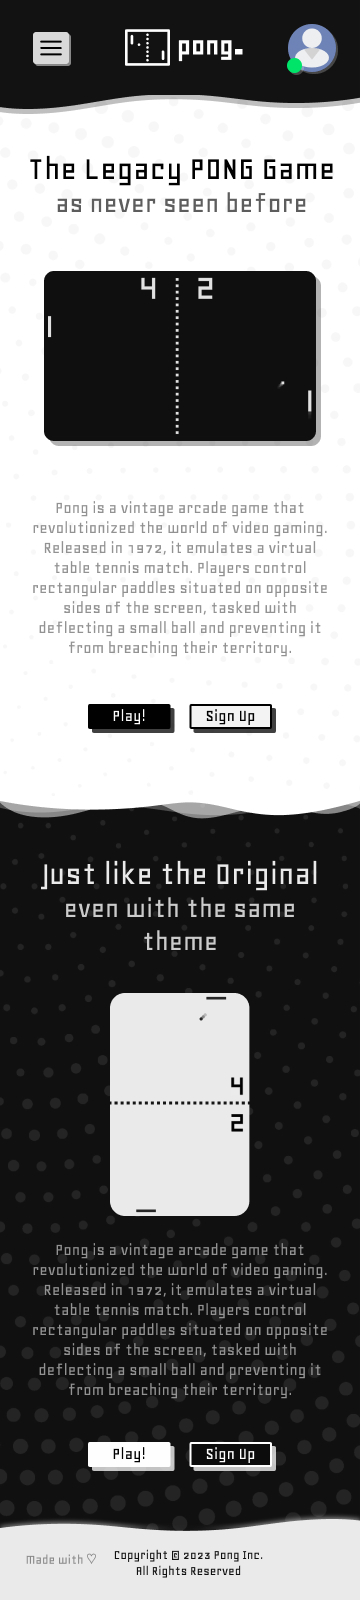 pong.
The Legacy PONG Game
as never seen before
4 2
Pong is a vintage arcade game that
revolutionized the world of video gaming.
Released in 1972, it emulates a virtual
table tennis match. Players control
rectangular paddles situated on opposite
sides of the screen, tasked with
deflecting a small ball and preventing it
from breaching their territory.
Play! Sign Up
Just like the Original
even with the same
theme
4
2
Pong is a vintage arcade game that
revolutionized the world of video gaming.
Released in 1972, it emulates a virtual
table tennis match. Players control
rectangular paddles situated on opposite
sides of the screen, tasked with
deflecting a small ball and preventing it
from breaching their territory.
Play! Sign Up
Made with ♡
Copyright © 2023 Pong Inc.
All Rights Reserved